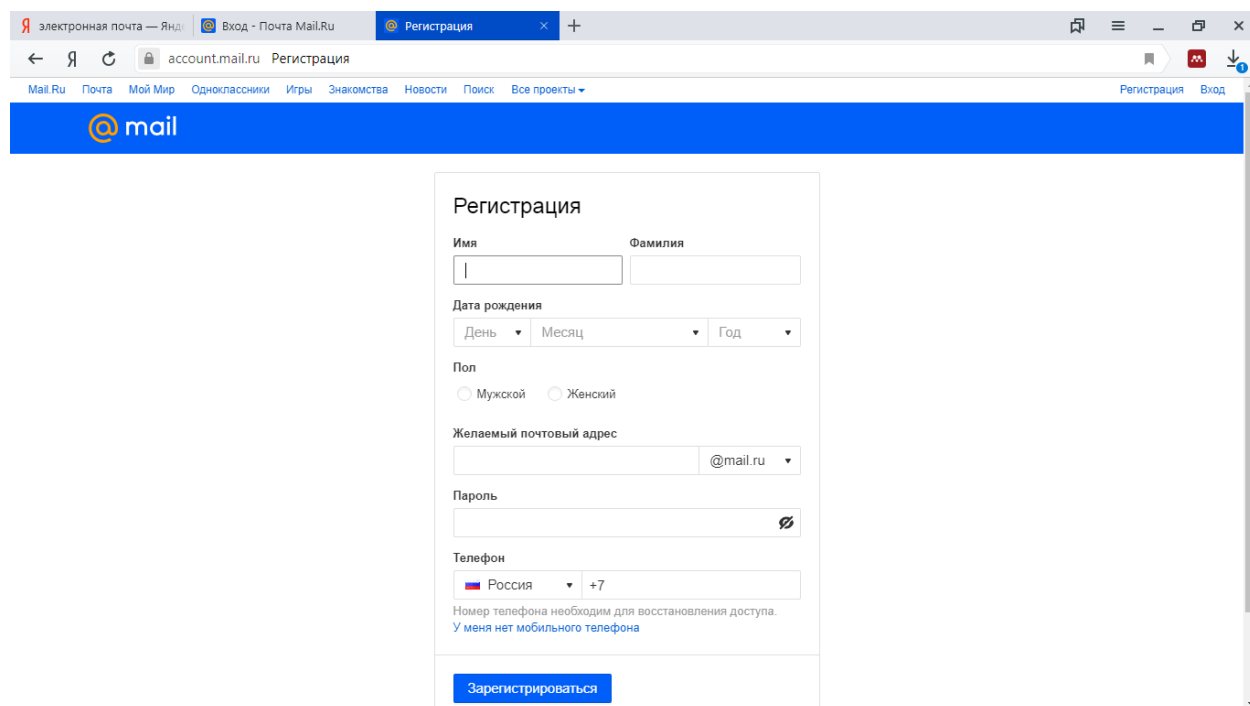 Я электронная почта — Янде
Вход - Почта Mail.Ru
Регистрация
Я account.mail.ru Регистрация
1
Mail.Ru Почта Мой Мир Одноклассники Игры Знакомства Новости Поиск Все проекты Регистрация Вход
@mail
Регистрация
Имя Фамилия
Дата рождения
День Месяц Год
Пол
Мужской Женский
Желаемый почтовый адрес
@mail.ru
Пароль
Телефон
Россия +7
Номер телефона необходим для восстановления доступа.
У меня нет мобильного телефона
Зарегистрироваться